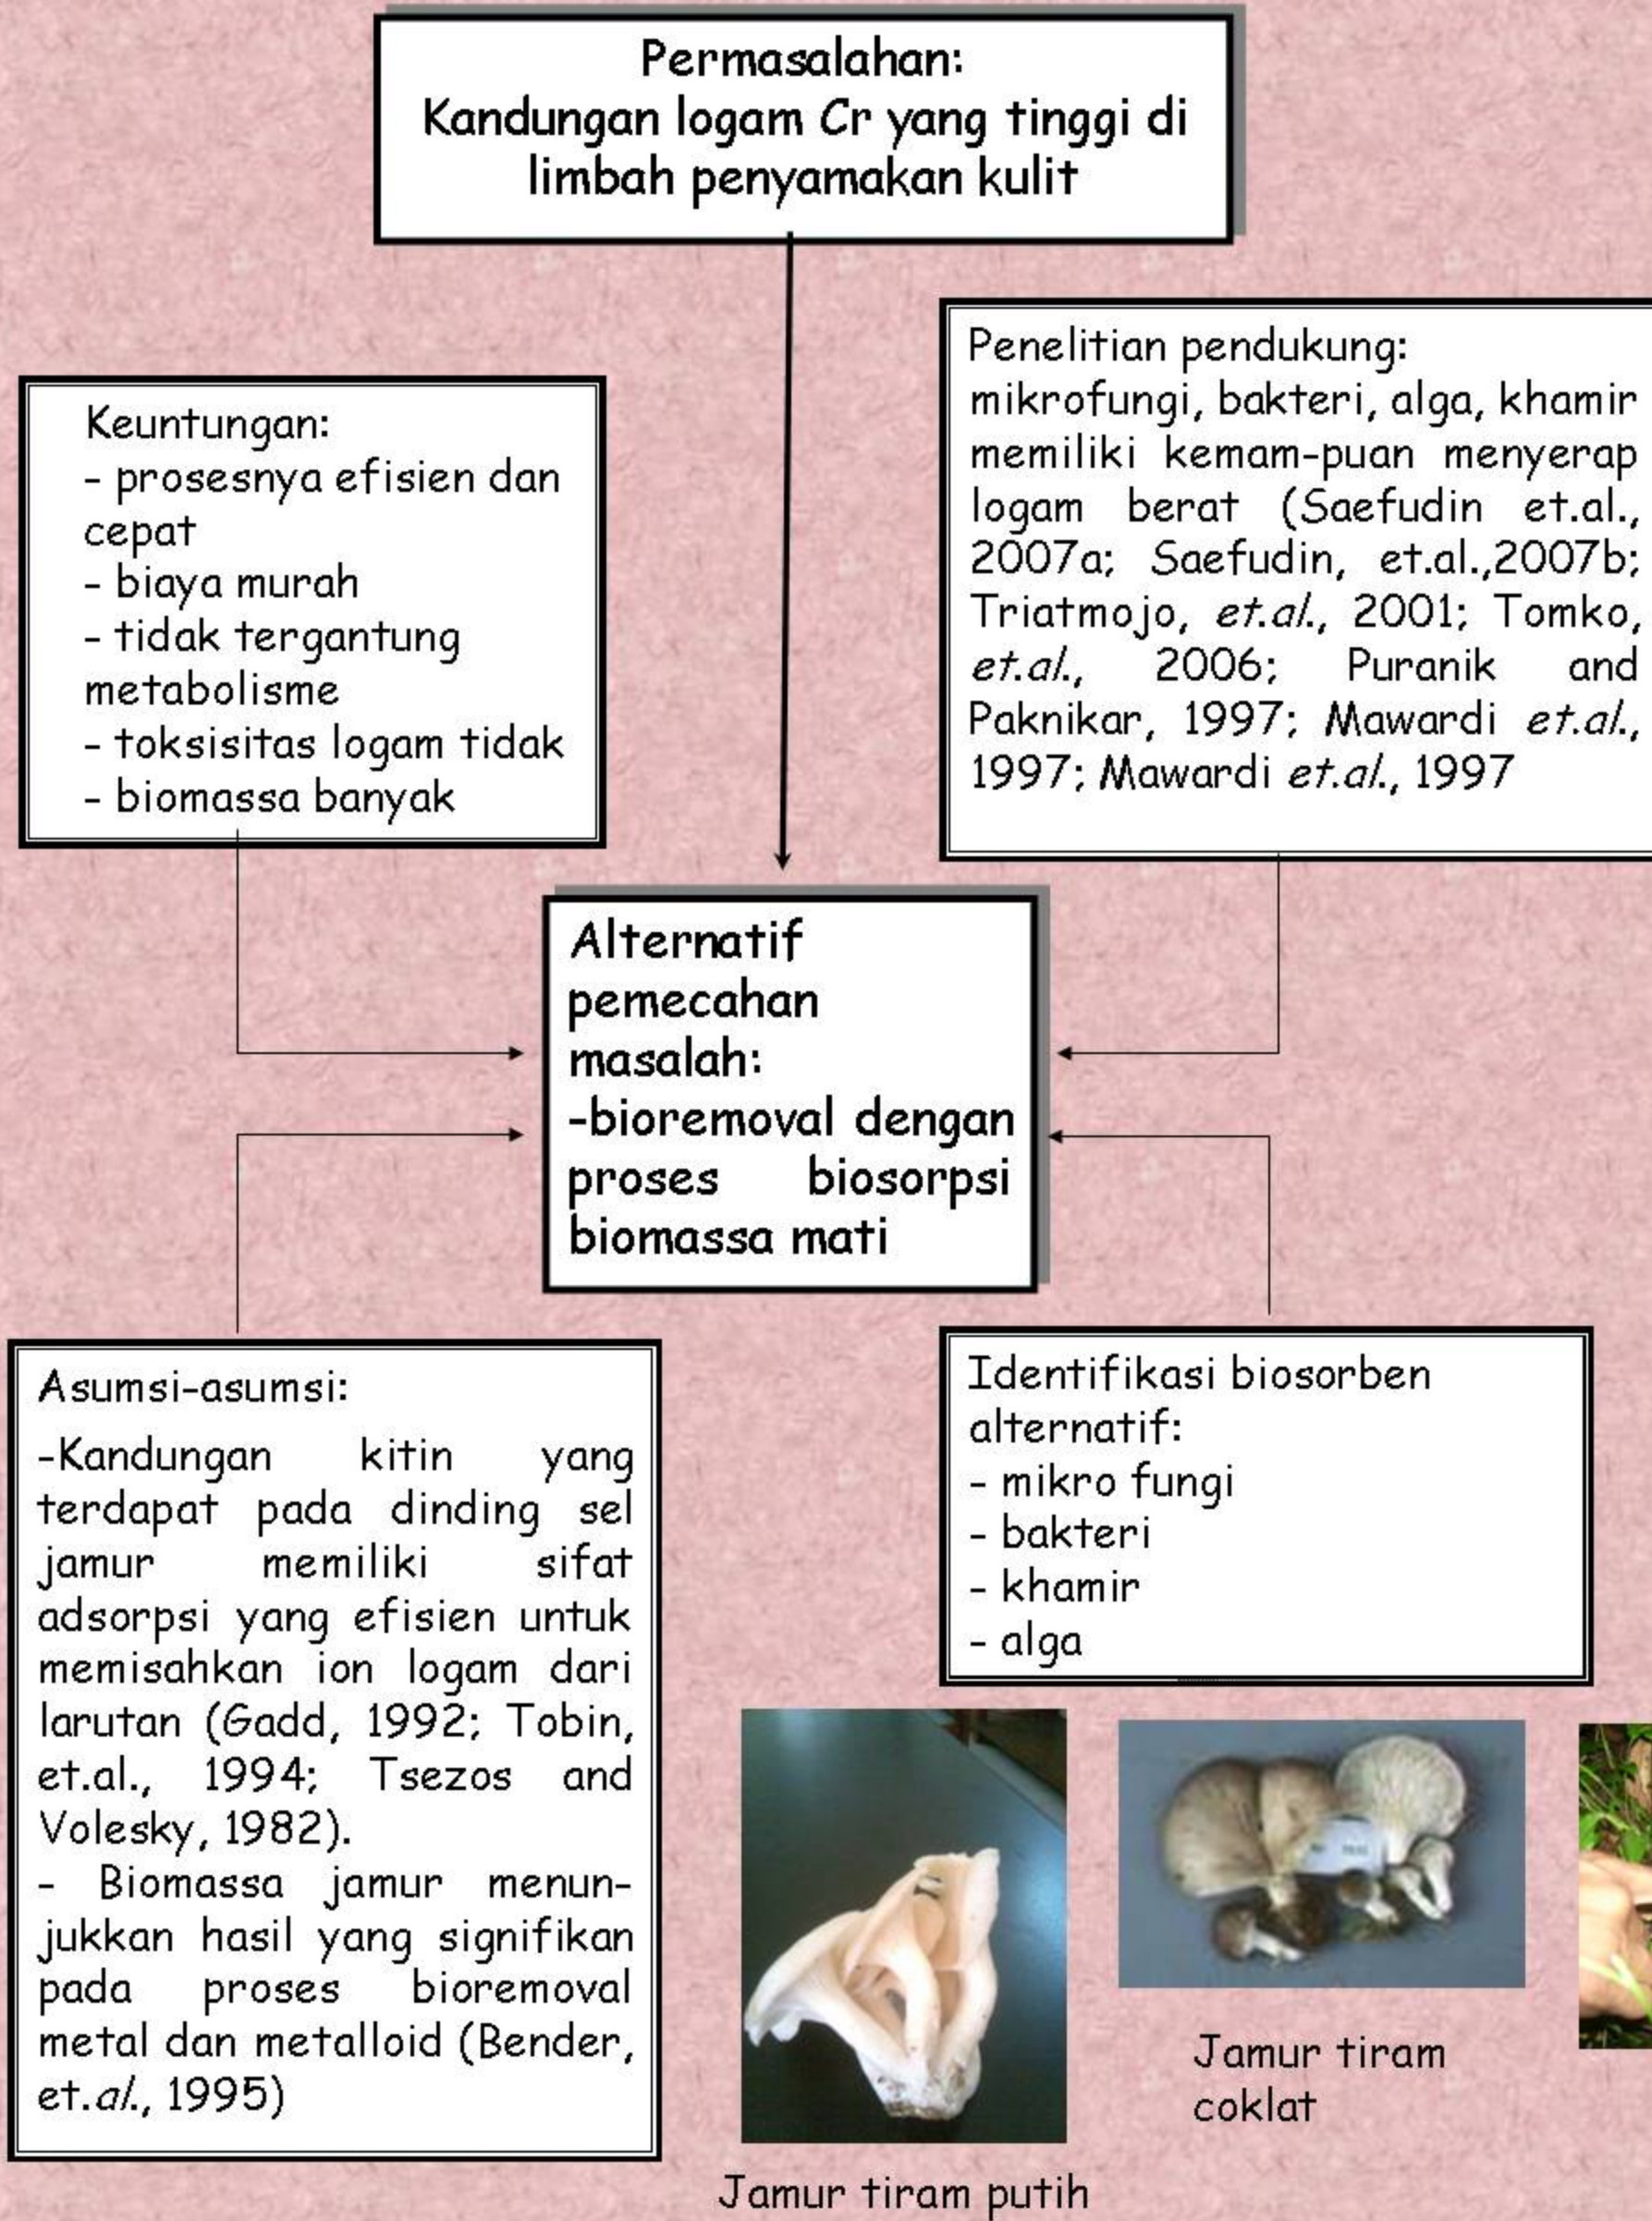 Permasalahan:
Kandungan logam Cr yang tinggi di
limbah penyamakan kulit
Keuntungan:
- prosesnya efisien dan
cepat
- biaya murah
- tidak tergantung
metabolisme
- toksisitas logam tidak
- biomassa banyak
Penelitian pendukung:
mikrofungi, bakteri, alga, khamir
memiliki kemam-puan menyerap
logam berat (Saefudin et.al.,
2007a; Saefudin, et.al.,2007b;
Triatmojo, et.al., 2001; Tomko,
et.al., 2006; Puranik and
Paknikar, 1997; Mawardi et.al.,
1997; Mawardi et.al., 1997
Alternatif
pemecahan
masalah:
-bioremoval dengan
proses biosorpsi
biomassa mati
Asumsi-asumsi:
-Kandungan kitin yang
terdapat pada dinding sel
jamur memiliki sifat
adsorpsi yang efisien untuk
memisahkan ion logam dari
larutan (Gadd, 1992; Tobin,
et.al., 1994; Tsezos and
Volesky, 1982).
- Biomassa jamur menun-
jukkan hasil yang signifikan
pada proses bioremoval
metal dan metalloid (Bender,
et.al., 1995)
Identifikasi biosorben
alternatif:
- mikro fungi
- bakteri
- khamir
- alga
Jamur tiram
coklat
Jamur tiram putih